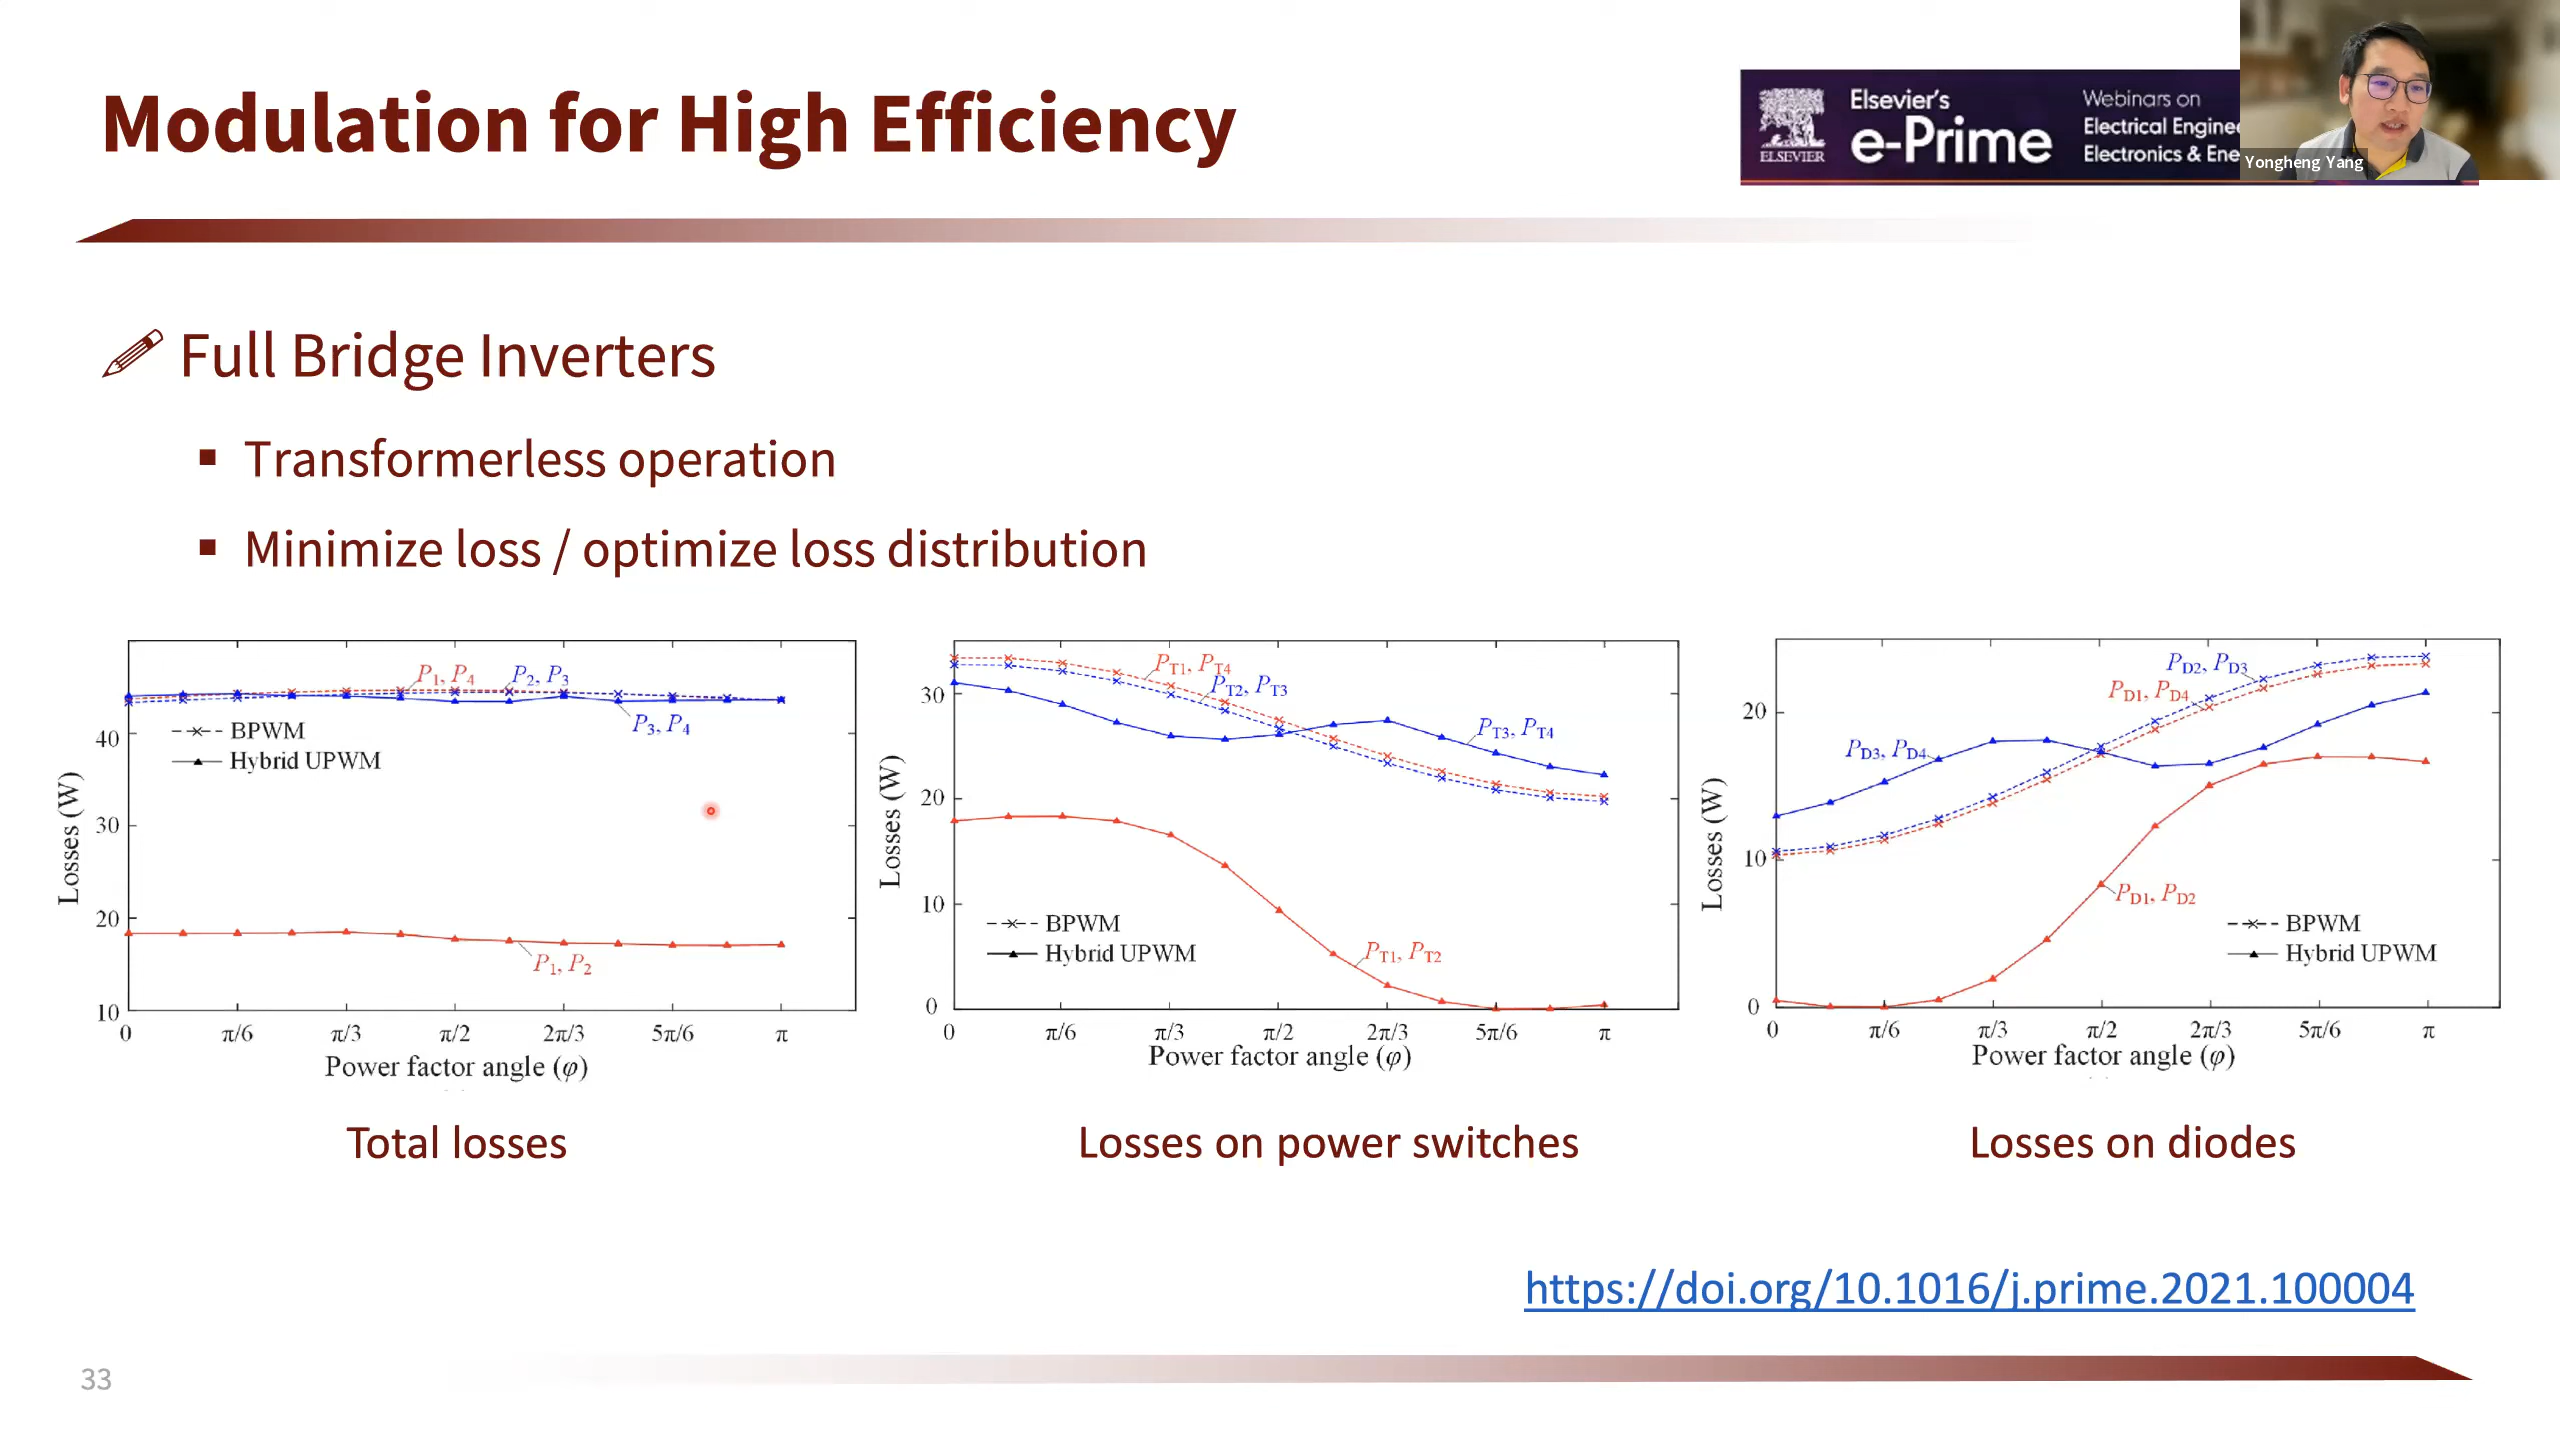 Modulation for High Efficiency
ELSEVIER
Elsevier's
e-Prime
Webinars on
Electrical Enginee
Electronics & Ene
Yongheng Yang
Full Bridge Inverters
▪ Transformerless operation
▪ Minimize loss / optimize loss distribution
P1, P4
P2, P3
P3, P4
BPWM
Hybrid UPWM
P1, P2
Losses (W)
40
30
20
10
0 π/6 π/3 π/2 2π/3 5π/6 π
Power factor angle (φ)
Total losses
PT1, PT4
PT2, PT3
PT3, PT4
BPWM
Hybrid UPWM
PT1, PT2
Losses (W)
30
20
10
0
0 π/6 π/3 π/2 2π/3 5π/6 π
Power factor angle (φ)
Losses on power switches
PD2, PD3
PD1, PD4
PD3, PD4
PD1, PD2
BPWM
Hybrid UPWM
Losses (W)
20
10
0
0 π/6 π/3 π/2 2π/3 5π/6 π
Power factor angle (φ)
Losses on diodes
https://doi.org/10.1016/j.prime.2021.100004
33